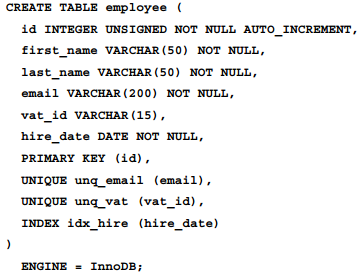 CREATE TABLE employee (
id INTEGER UNSIGNED NOT NULL AUTO_INCREMENT,
first_name VARCHAR(50) NOT NULL,
last_name VARCHAR(50) NOT NULL,
email VARCHAR(200) NOT NULL,
vat_id VARCHAR(15),
hire_date DATE NOT NULL,
PRIMARY KEY (id),
UNIQUE unq_email (email),
UNIQUE unq_vat (vat_id),
INDEX idx_hire (hire_date)
)
ENGINE = InnoDB;